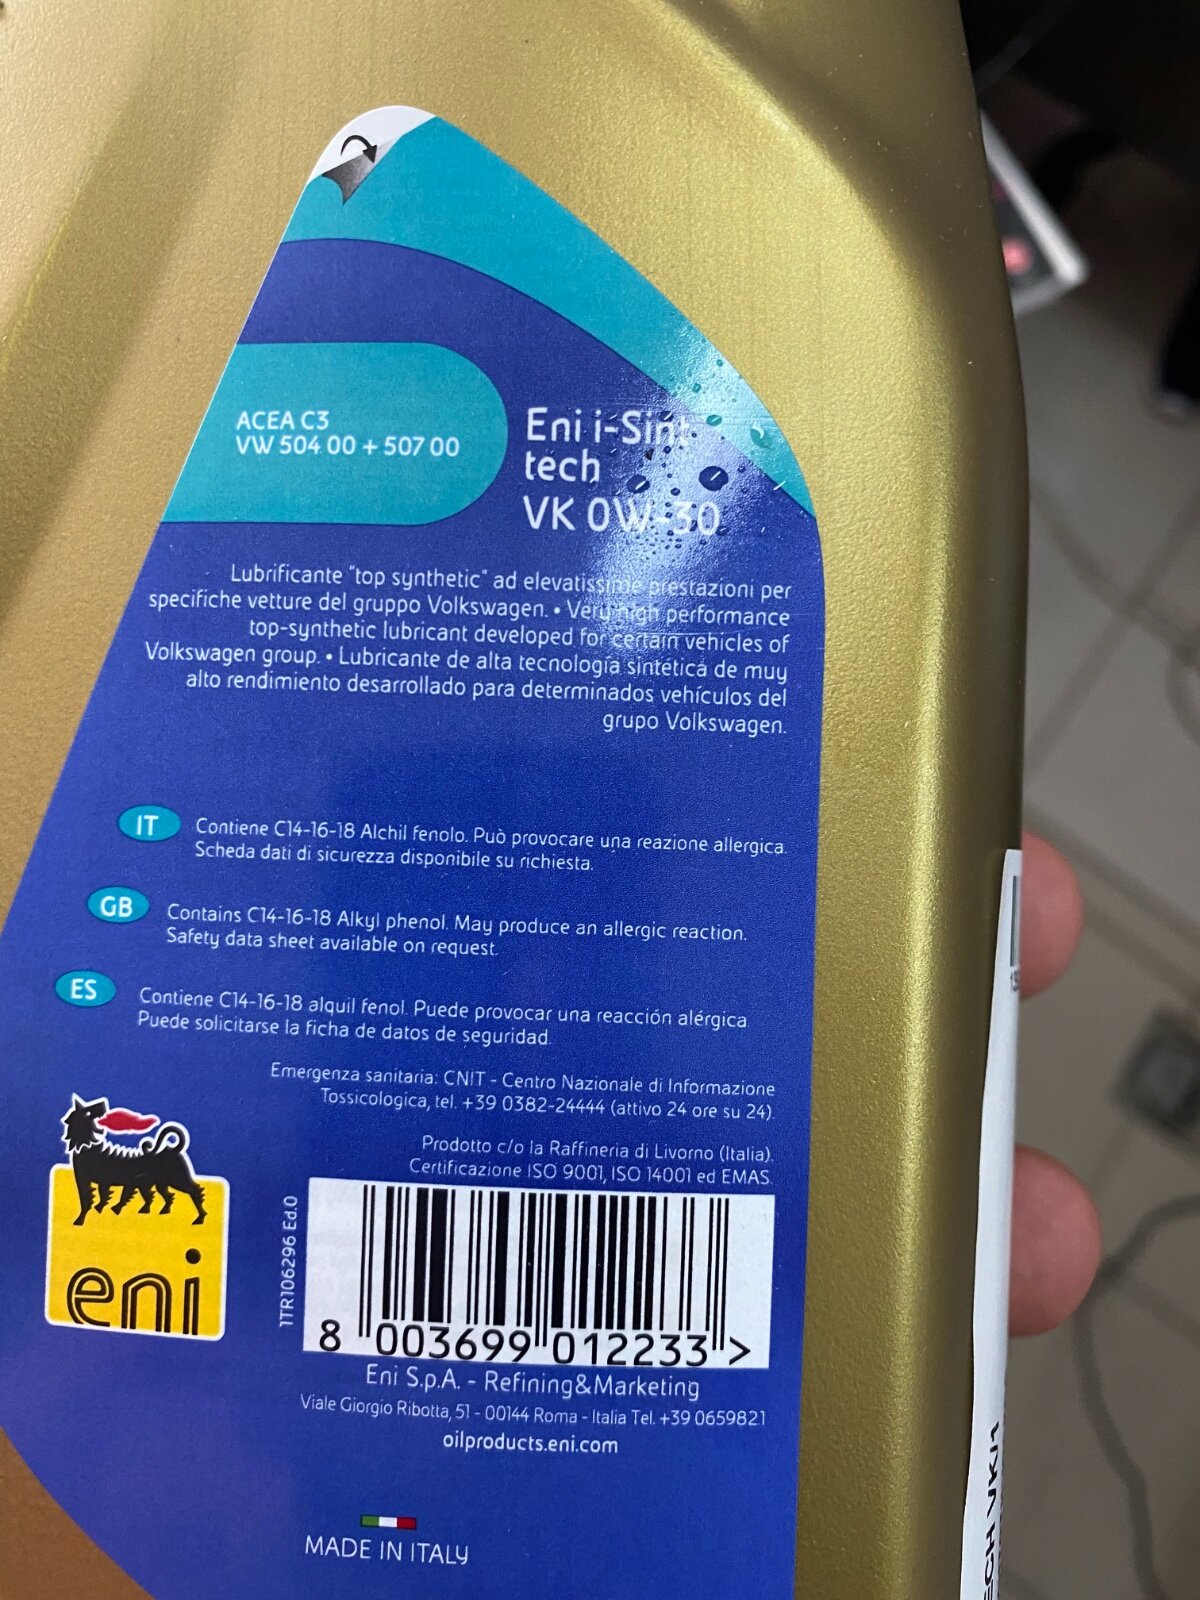 ACEA C3
VW 504 00 + 507 00
Eni i-Sint
tech
VK 0W-30
Lubrificante "top synthetic" ad elevatissime prestazioni per
specifiche vetture del gruppo Volkswagen. • Very high performance
top-synthetic lubricant developed for certain vehicles of
Volkswagen group. • Lubricante de alta tecnología sintética de muy
alto rendimiento desarrollado para determinados vehículos del
grupo Volkswagen.
IT
Contiene C14-16-18 Alchil fenolo. Può provocare una reazione allergica.
Scheda dati di sicurezza disponibile su richiesta.
GB
Contains C14-16-18 Alkyl phenol. May produce an allergic reaction.
Safety data sheet available on request.
ES
Contiene C14-16-18 alquil fenol. Puede provocar una reacción alérgica
Puede solicitarse la ficha de datos de seguridad.
Emergenza sanitaria: CNIT - Centro Nazionale di Informazione
Tossicologica, tel. +39 0382-24444 (attivo 24 ore su 24).
Prodotto c/o la Raffineria di Livorno (Italia).
Certificazione ISO 9001, ISO 14001 ed EMAS.
eni
1TR106296 Ed.0
8 003699 012233 >
Eni S.p.A. - Refining&Marketing
Viale Giorgio Ribotta, 51 - 00144 Roma - Italia Tel. +39 0659821
oilproducts.eni.com
MADE IN ITALY
ECH VK/1